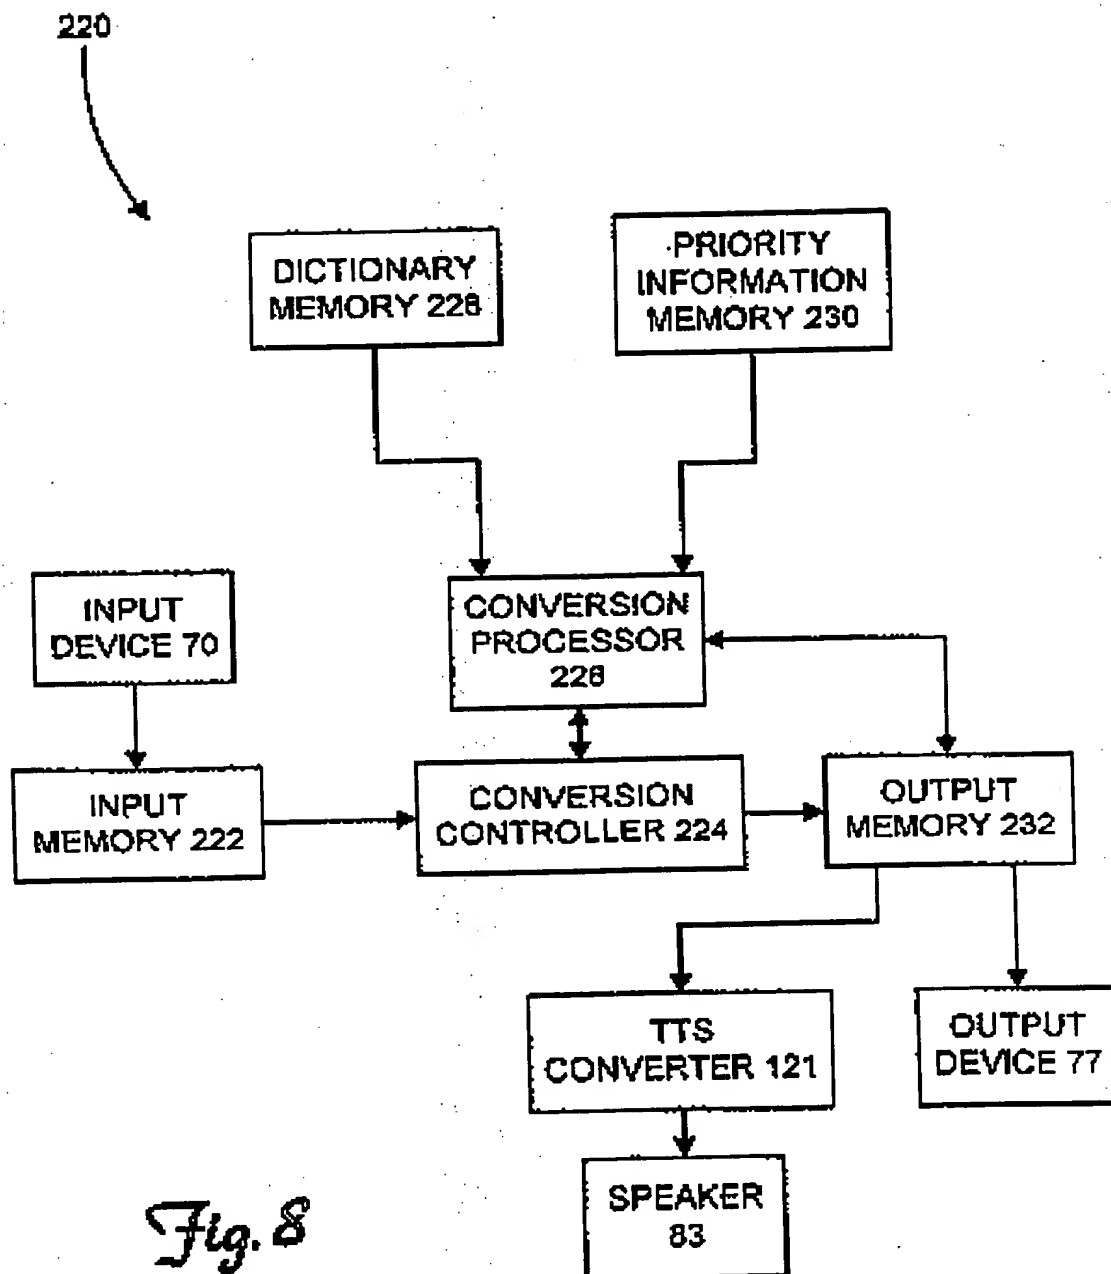 220
DICTIONARY
MEMORY 228
PRIORITY
INFORMATION
MEMORY 230
INPUT
DEVICE 70
CONVERSION
PROCESSOR
226
INPUT
MEMORY 222
CONVERSION
CONTROLLER 224
OUTPUT
MEMORY 232
TTS
CONVERTER 121
OUTPUT
DEVICE 77
SPEAKER
83
Fig. 8